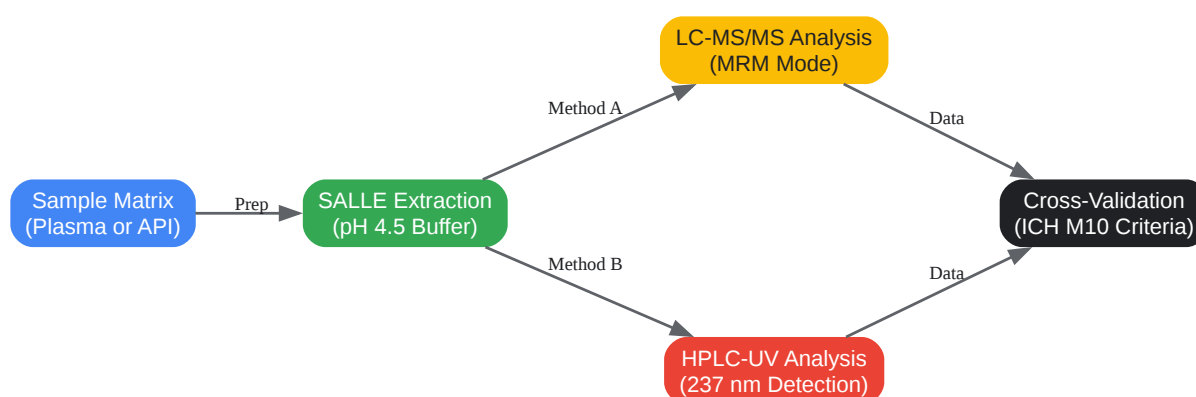 Sample Matrix
(Plasma or API)
Prep
SALLE Extraction
(pH 4.5 Buffer)
Method A
LC-MS/MS Analysis
(MRM Mode)
Data
Method B
HPLC-UV Analysis
(237 nm Detection)
Data
Cross-Validation
(ICH M10 Criteria)